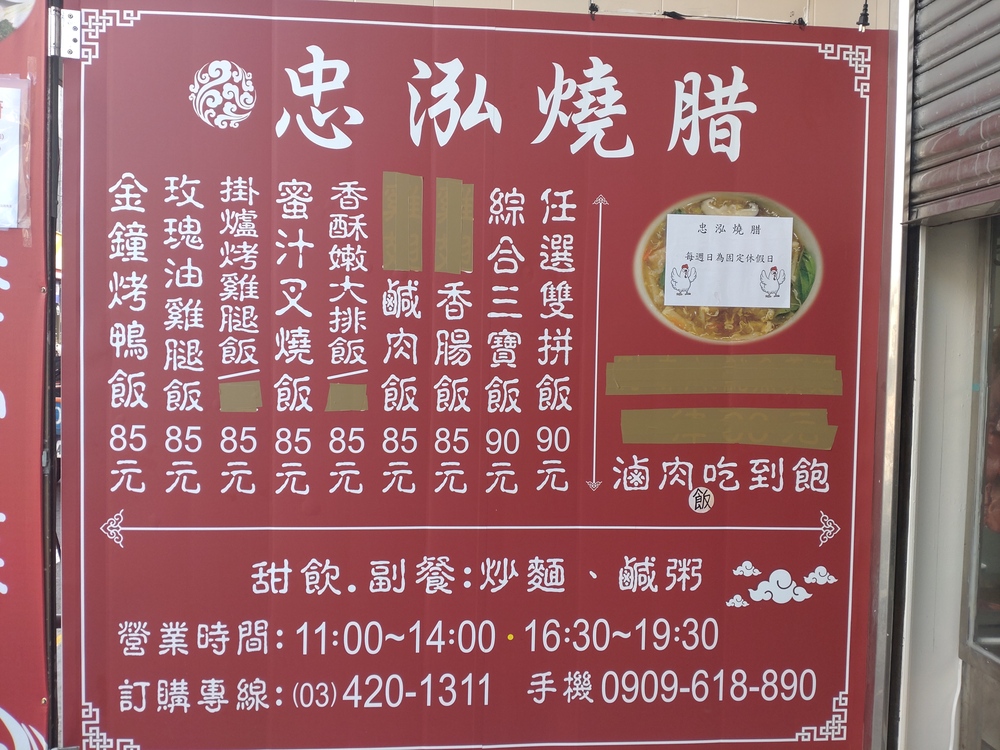 忠泓燒腊
金鐘烤鴨飯85元
玫瑰油雞腿飯85元
掛爐烤雞腿飯/85元
蜜汁叉燒飯85元
香酥嫩大排飯/85元
鹹肉飯85元
香腸飯85元
綜合三寶飯90元
任選雙拼飯90元
忠泓燒腊
每週日為固定休假日
滷肉吃到飽
飯
甜飲.副餐:炒麵、鹹粥
營業時間:11:00~14:00·16:30~19:30
訂購專線:(03)420-1311 手機0909-618-890